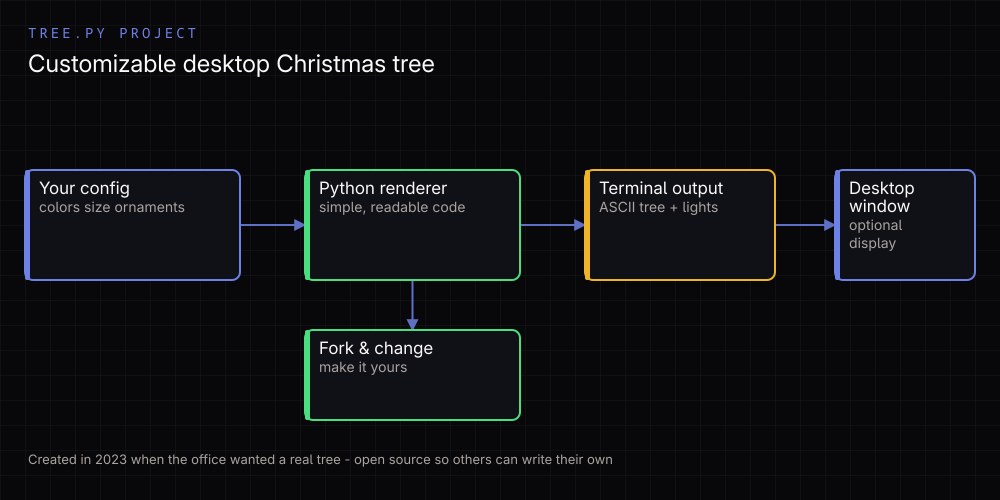 TREE.PY PROJECT
Customizable desktop Christmas tree
Your config
colors size ornaments
Python renderer
simple, readable code
Terminal output
ASCII tree + lights
Desktop
window
optional
display
Fork & change
make it yours
Created in 2023 when the office wanted a real tree - open source so others can write their own